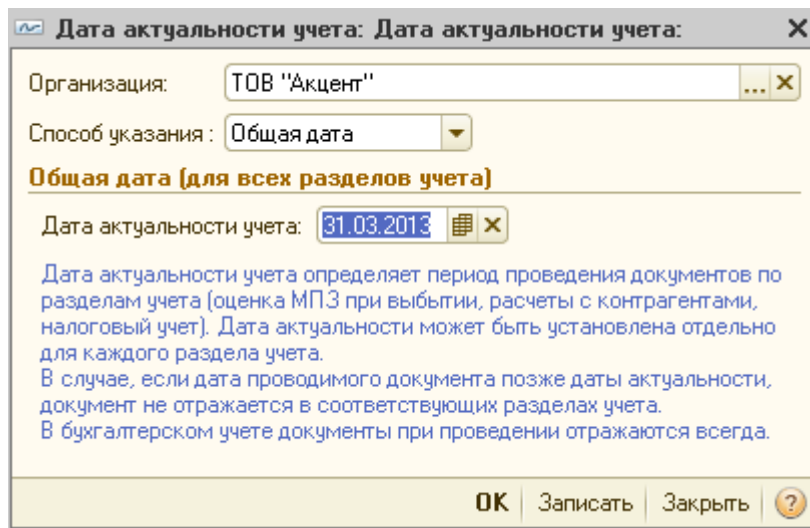 Дата актуальности учета: Дата актуальности учета:
Организация: ТОВ "Акцент" ...
Способ указания : Общая дата
Общая дата (для всех разделов учета)
Дата актуальности учета: 31.03.2013
Дата актуальности учета определяет период проведения документов по
разделам учета (оценка МПЗ при выбытии, расчеты с контрагентами,
налоговый учет). Дата актуальности может быть установлена отдельно
для каждого раздела учета.
В случае, если дата проводимого документа позже даты актуальности,
документ не отражается в соответствующих разделах учета.
В бухгалтерском учете документы при проведении отражаются всегда.
OK Записать Закрыть ?